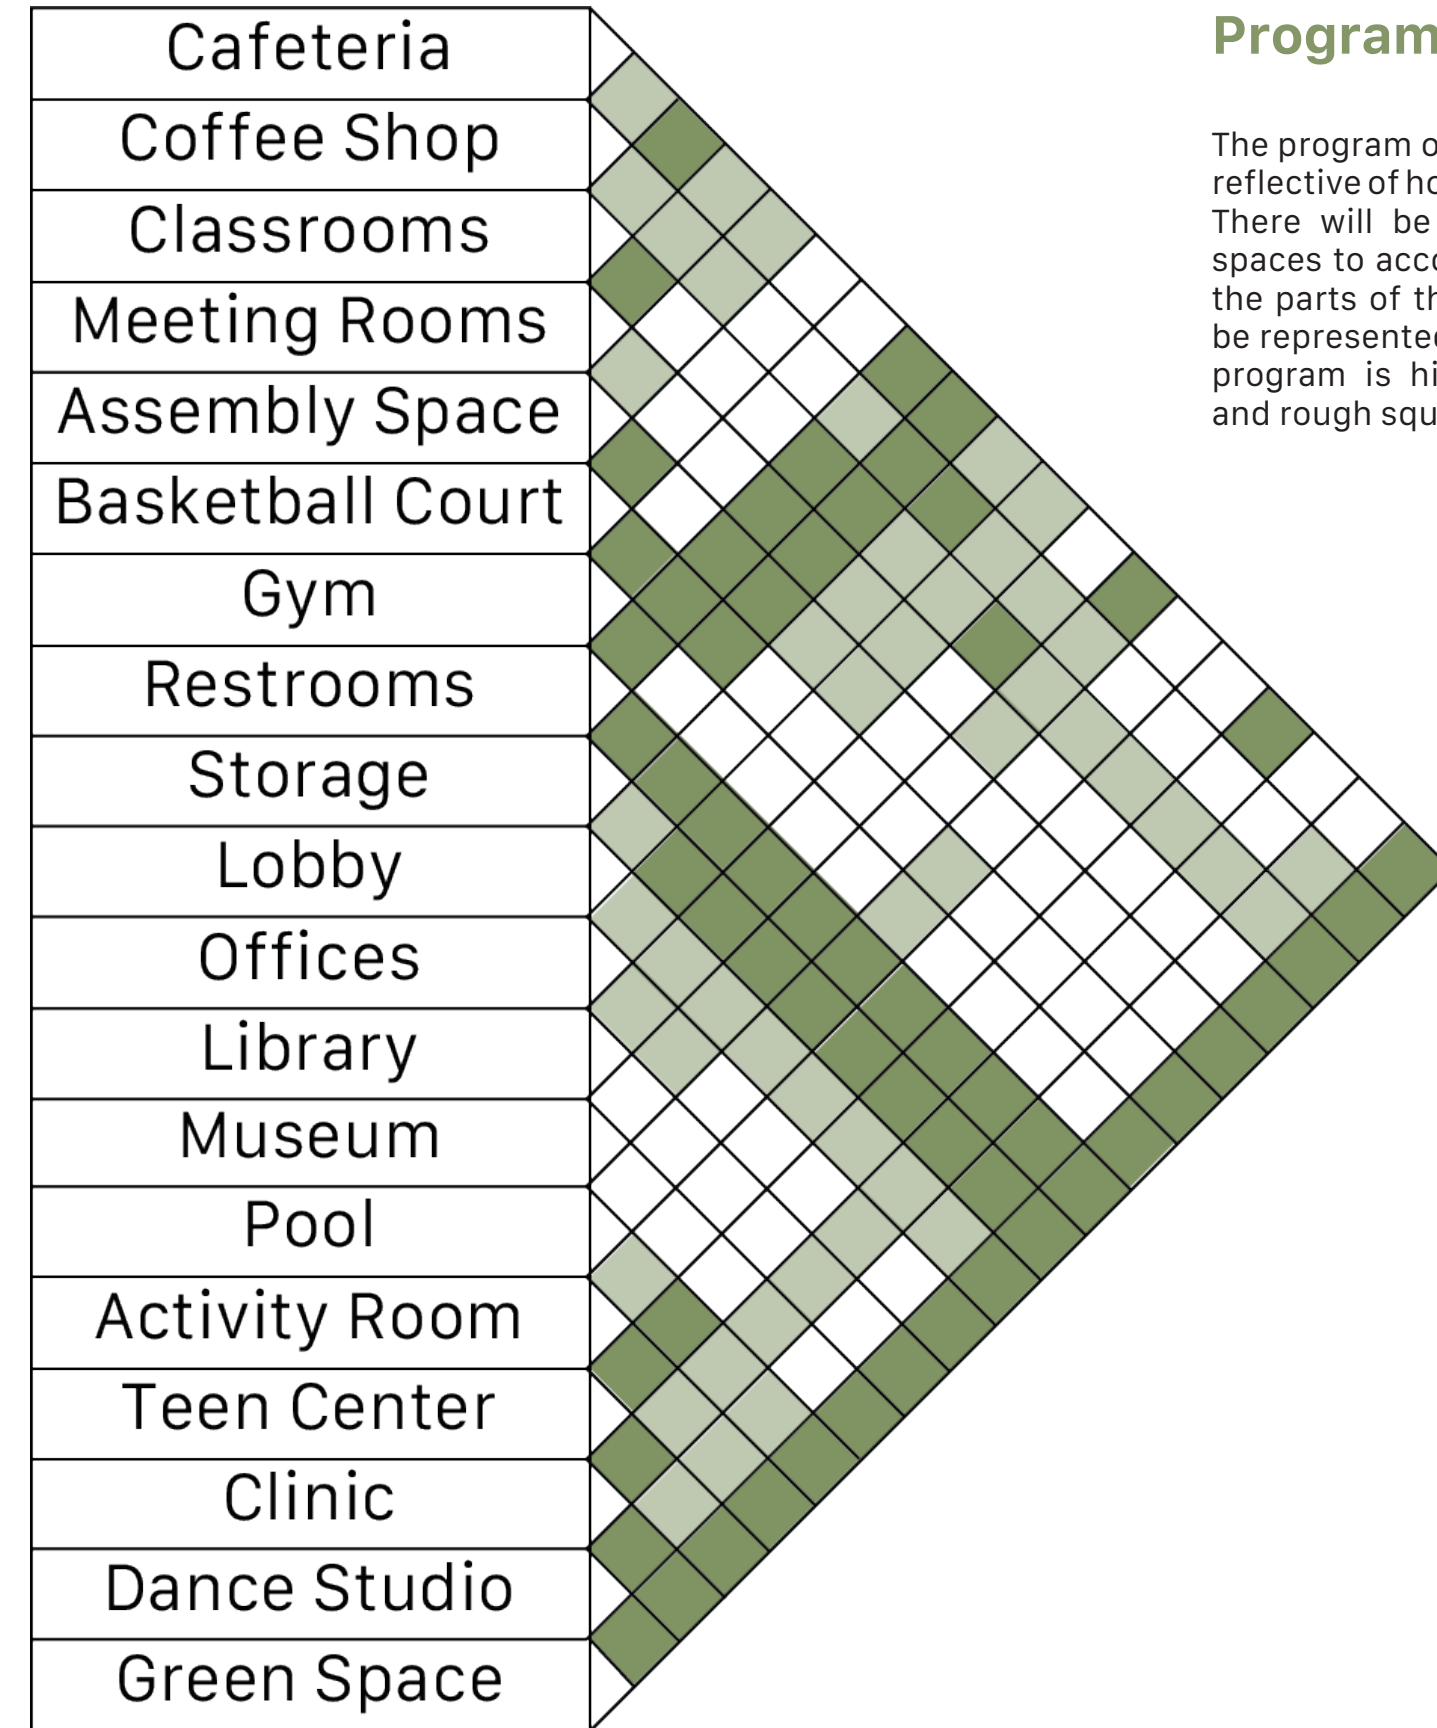 Cafeteria
Coffee Shop
Classrooms
Meeting Rooms
Assembly Space
Basketball Court
Gym
Restrooms
Storage
Lobby
Offices
Library
Museum
Pool
Activity Room
Teen Center
Clinic
Dance Studio
Green Space
Program
The program o
reflective of ho
There will be
spaces to acco
the parts of th
be represented
program is hi
and rough squ